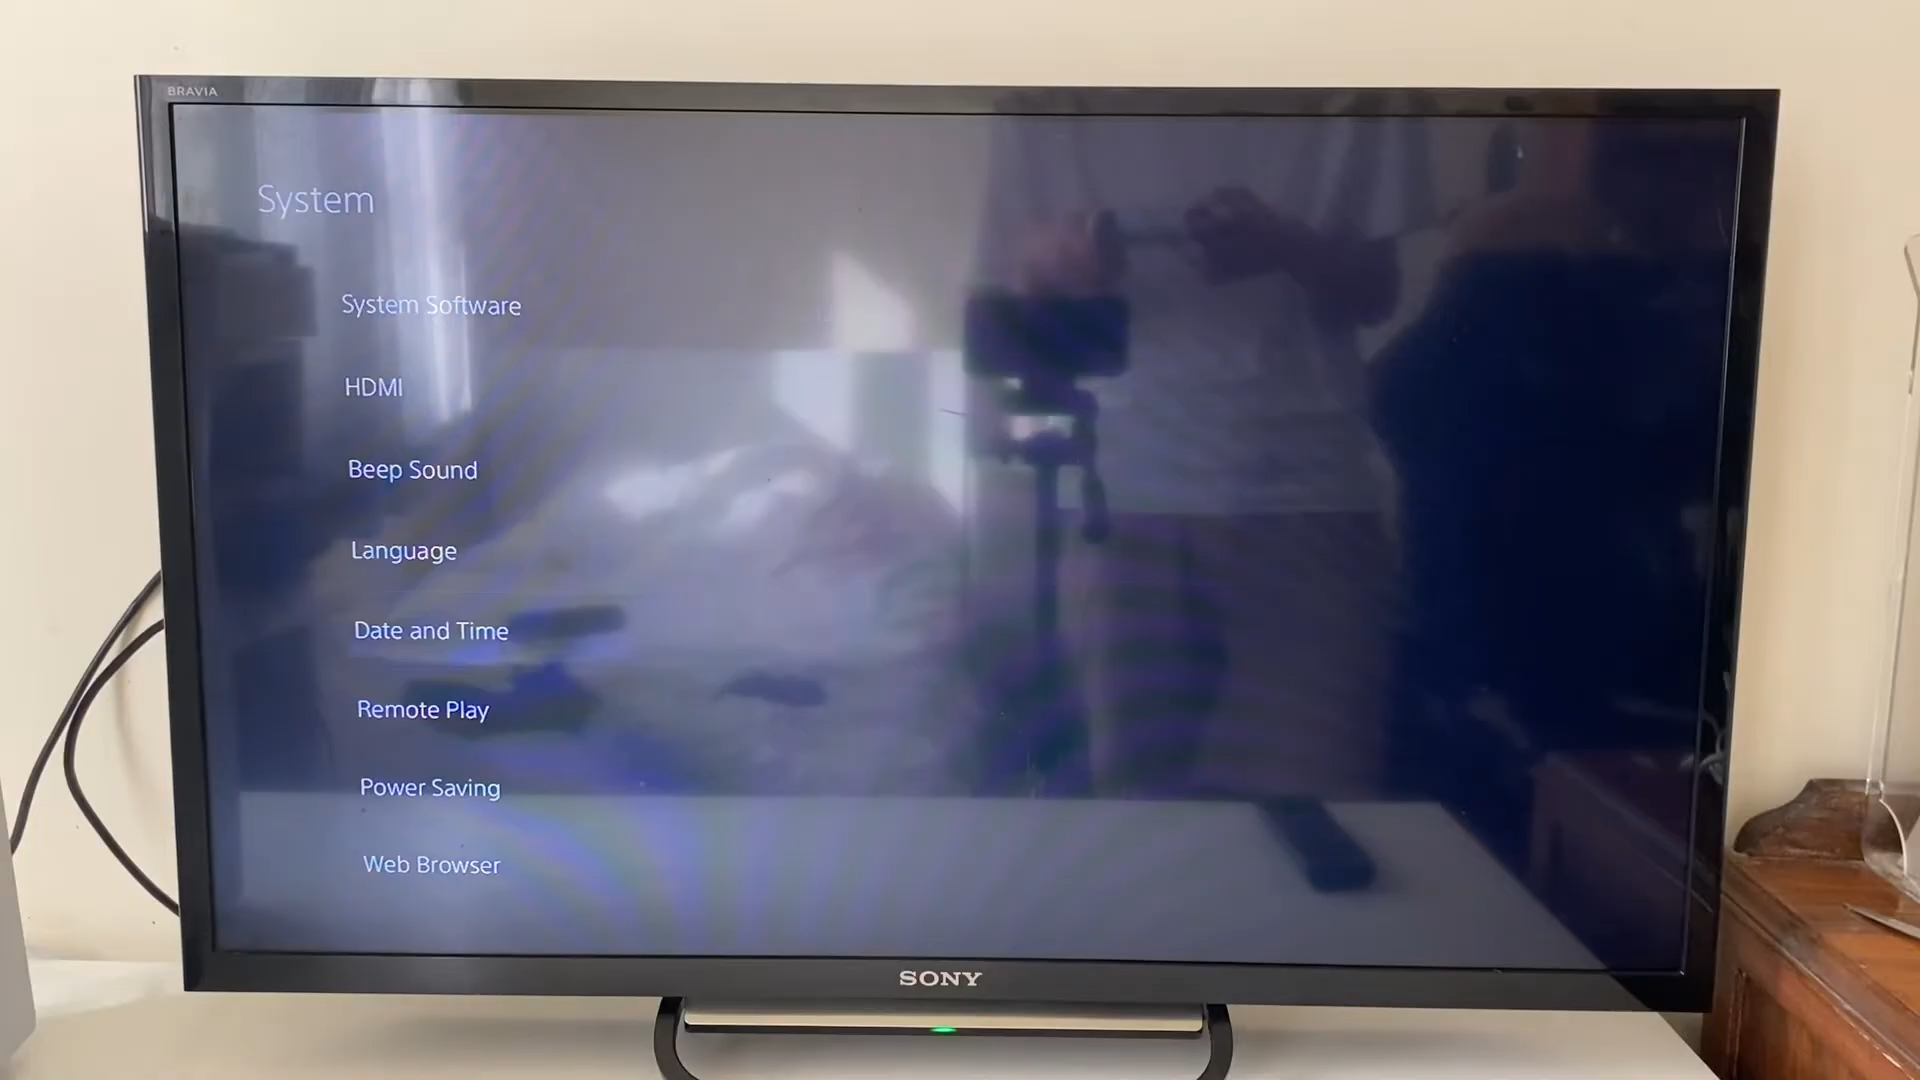 BRAVIA
System
System Software
HDMI
Beep Sound
Language
Date and Time
Remote Play
Power Saving
Web Browser
SONY